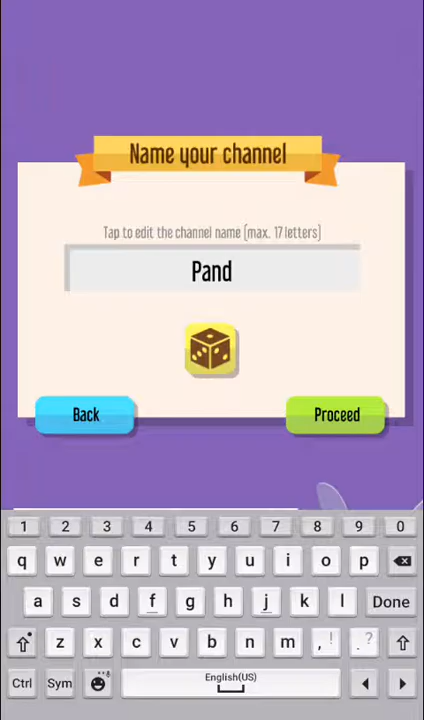 Name your channel
Tap to edit the channel name (max. 17 letters)
Pand
Back
Proceed
1 2 3 4 5 6 7 8 9 0
q w e r t y u i o p
a s d f g h j k l Done
z x c v b n m , ! . ?
Ctrl Sym English(US)